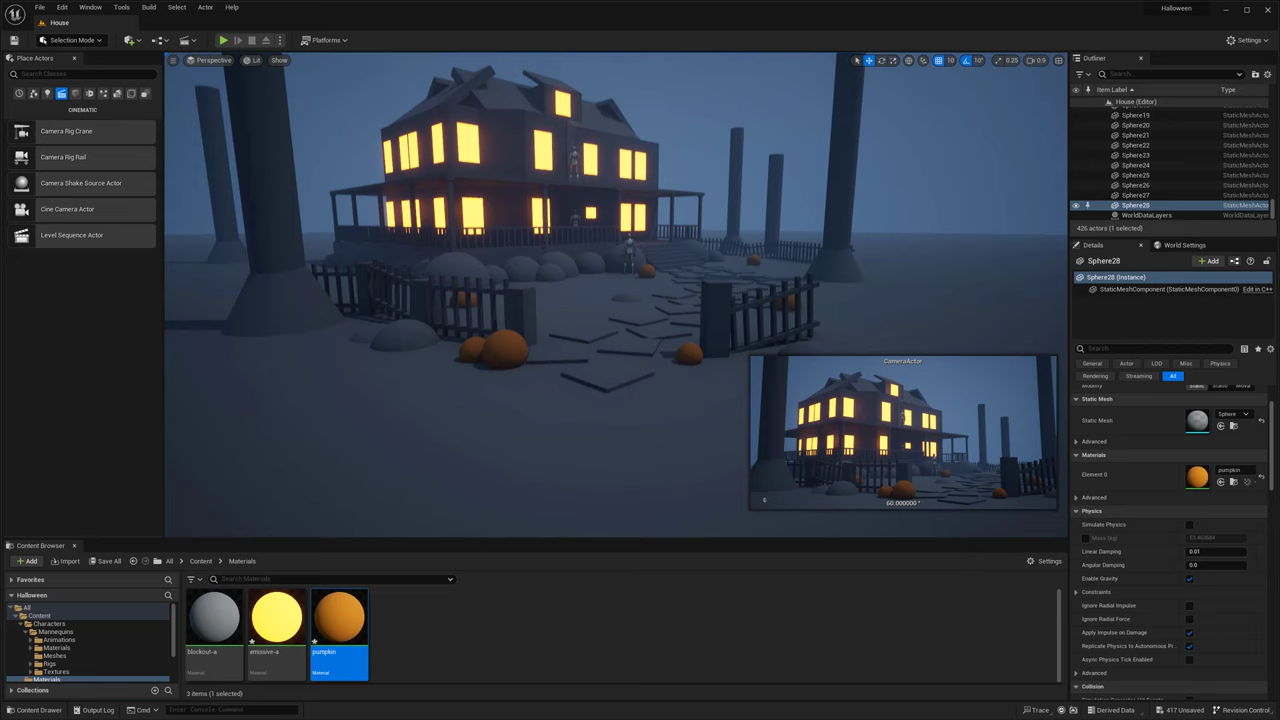 File Edit Window Tools Build Select Actor Help
Halloween
House
Selection Mode
Platforms
Settings
Place Actors
Search Classes
CINEMATIC
Camera Rig Crane
Camera Rig Rail
Camera Shake Source Actor
Cine Camera Actor
Level Sequence Actor
Perspective Lit Show
10 10° 0.25 0.9
CameraActor
60.000000 °
Outliner
Search...
Item Label Type
House (Editor)
Sphere19 StaticMeshActo
Sphere20 StaticMeshActo
Sphere21 StaticMeshActo
Sphere22 StaticMeshActo
Sphere23 StaticMeshActo
Sphere24 StaticMeshActo
Sphere25 StaticMeshActo
Sphere26 StaticMeshActo
Sphere27 StaticMeshActo
Sphere28 StaticMeshActo
WorldDataLayers WorldDataLayer
426 actors (1 selected)
Details World Settings
Sphere28
Add
Sphere28 (Instance)
StaticMeshComponent (StaticMeshComponent0) Edit in C++
Search
General Actor LOD Misc Physics
Rendering Streaming All
Mobility
Static Mesh
Static Mesh Sphere
Advanced
Materials
Element 0 pumpkin
Advanced
Physics
Simulate Physics
Mass (kg)
Linear Damping 0.01
Angular Damping 0.0
Enable Gravity
Constraints
Ignore Radial Impulse
Ignore Radial Force
Apply Impulse on Damage
Replicate Physics to Autonomous Pr...
Async Physics Tick Enabled
Advanced
Collision
Content Browser
Add Import Save All All Content Materials Settings
Favorites
Search Materials
Halloween
All
Content
Characters
Mannequins
Animations
Materials
Meshes
Rigs
Textures
Materials
Collections
blockout-a
Material
emissive-a
Material
pumpkin
Material
3 items (1 selected)
Content Drawer Output Log Cmd Enter Console Command Trace Derived Data 417 Unsaved Revision Control